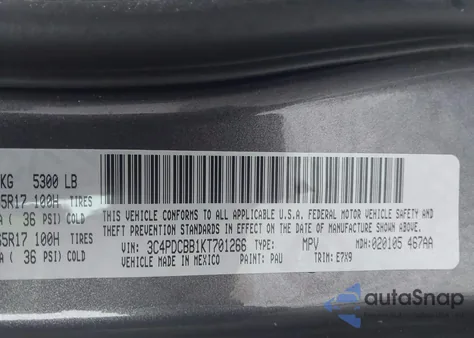 KG 5300 LB
5R17 100H TIRES
A( 36 PSI) COLD
5R17 100H TIRES
A( 36 PSI) COLD
THIS VEHICLE CONFORMS TO ALL APPLICABLE U.S.A. FEDERAL MOTOR VEHICLE SAFETY AND
THEFT PREVENTION STANDARDS IN EFFECT ON THE DATE OF MANUFACTURE SHOWN ABOVE.
VIN: 3C4PDCBB1KT701266 TYPE: MPV MDH:020105 467AA
VEHICLE MADE IN MEXICO PAINT: PAU TRIM: E7X9
autoSnap